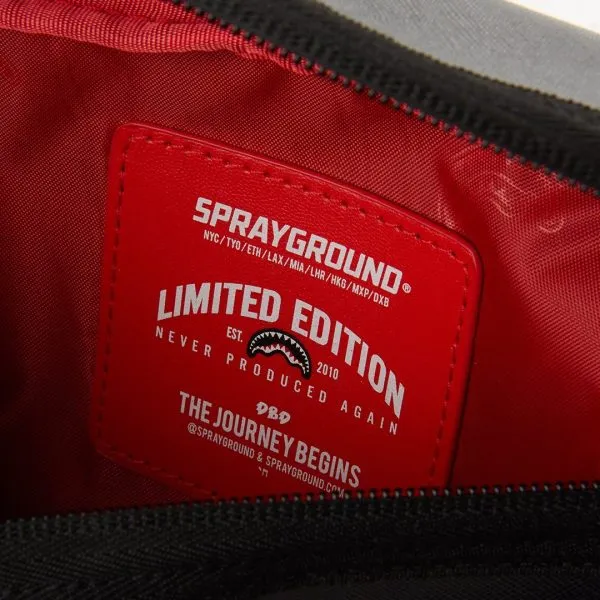 SPRAYGROUND®
NYC/TYO/ETH/LAX/MIA/LHR/HKG/MXP/DXB
LIMITED EDITION
EST. 2010
NEVER PRODUCED AGAIN
DBD
THE JOURNEY BEGINS
@SPRAYGROUND & SPRAYGROUND.COM